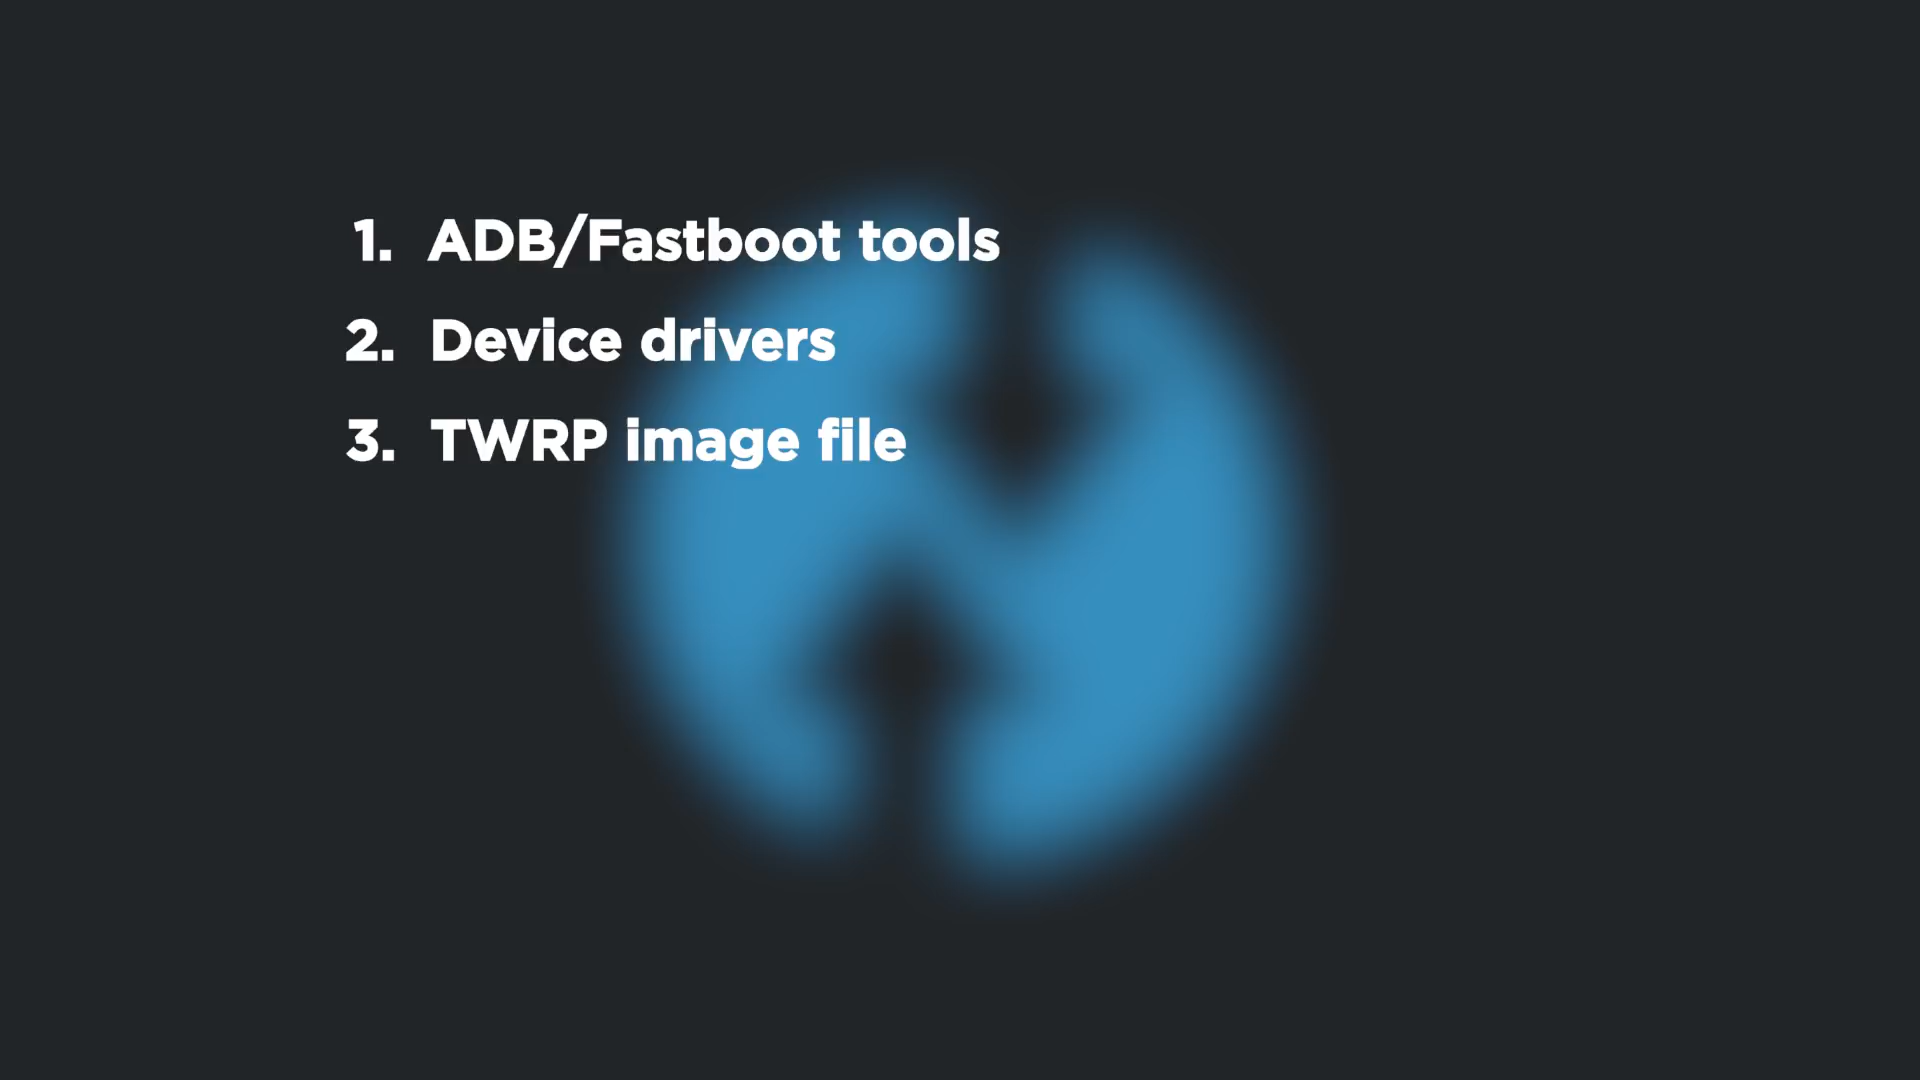 1. ADB/Fastboot tools
2. Device drivers
3. TWRP image file